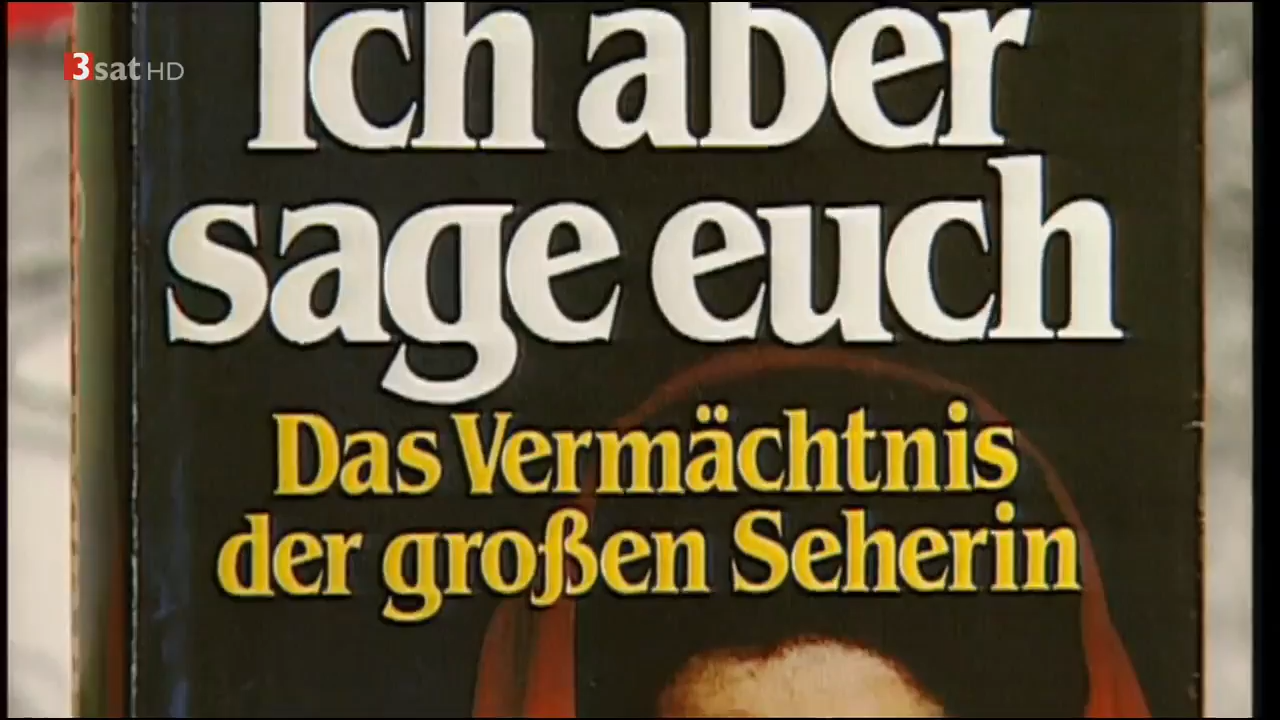 3sat HD
Ich aber
sage euch
Das Vermächtnis
der großen Seherin